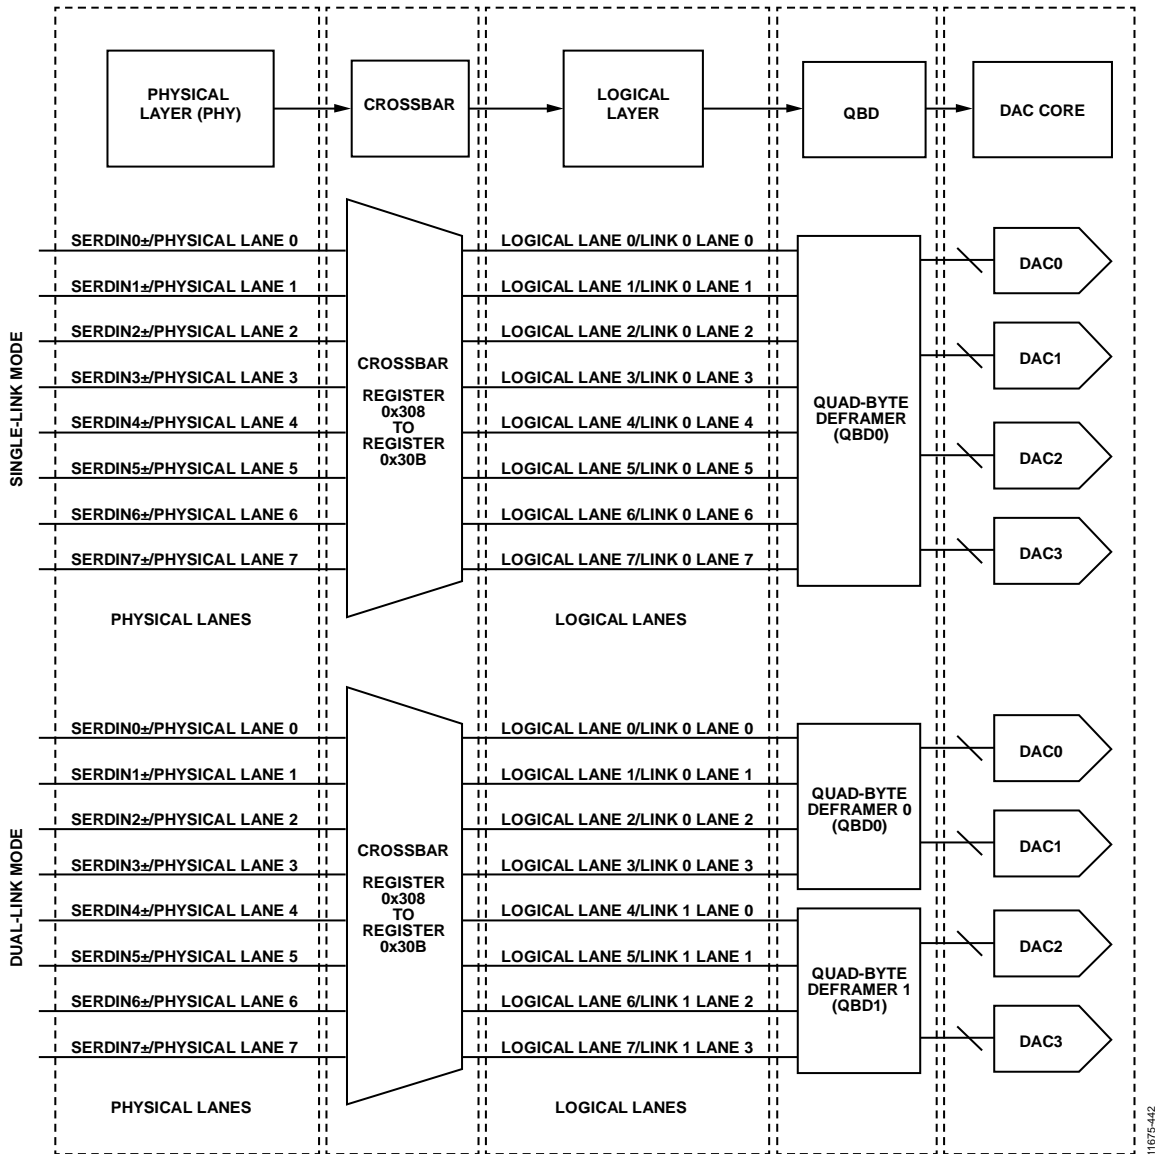 PHYSICAL
LAYER (PHY)
CROSSBAR
LOGICAL
LAYER
QBD
DAC CORE
SINGLE-LINK MODE
SERDIN0±/PHYSICAL LANE 0
SERDIN1±/PHYSICAL LANE 1
SERDIN2±/PHYSICAL LANE 2
SERDIN3±/PHYSICAL LANE 3
SERDIN4±/PHYSICAL LANE 4
SERDIN5±/PHYSICAL LANE 5
SERDIN6±/PHYSICAL LANE 6
SERDIN7±/PHYSICAL LANE 7
PHYSICAL LANES
CROSSBAR
REGISTER
0x308
TO
REGISTER
0x30B
LOGICAL LANE 0/LINK 0 LANE 0
LOGICAL LANE 1/LINK 0 LANE 1
LOGICAL LANE 2/LINK 0 LANE 2
LOGICAL LANE 3/LINK 0 LANE 3
LOGICAL LANE 4/LINK 0 LANE 4
LOGICAL LANE 5/LINK 0 LANE 5
LOGICAL LANE 6/LINK 0 LANE 6
LOGICAL LANE 7/LINK 0 LANE 7
LOGICAL LANES
QUAD-BYTE
DEFRAMER
(QBD0)
DAC0
DAC1
DAC2
DAC3
DUAL-LINK MODE
SERDIN0±/PHYSICAL LANE 0
SERDIN1±/PHYSICAL LANE 1
SERDIN2±/PHYSICAL LANE 2
SERDIN3±/PHYSICAL LANE 3
SERDIN4±/PHYSICAL LANE 4
SERDIN5±/PHYSICAL LANE 5
SERDIN6±/PHYSICAL LANE 6
SERDIN7±/PHYSICAL LANE 7
PHYSICAL LANES
CROSSBAR
REGISTER
0x308
TO
REGISTER
0x30B
LOGICAL LANE 0/LINK 0 LANE 0
LOGICAL LANE 1/LINK 0 LANE 1
LOGICAL LANE 2/LINK 0 LANE 2
LOGICAL LANE 3/LINK 0 LANE 3
LOGICAL LANE 4/LINK 1 LANE 0
LOGICAL LANE 5/LINK 1 LANE 1
LOGICAL LANE 6/LINK 1 LANE 2
LOGICAL LANE 7/LINK 1 LANE 3
LOGICAL LANES
QUAD-BYTE
DEFRAMER 0
(QBD0)
QUAD-BYTE
DEFRAMER 1
(QBD1)
DAC0
DAC1
DAC2
DAC3
11675-442